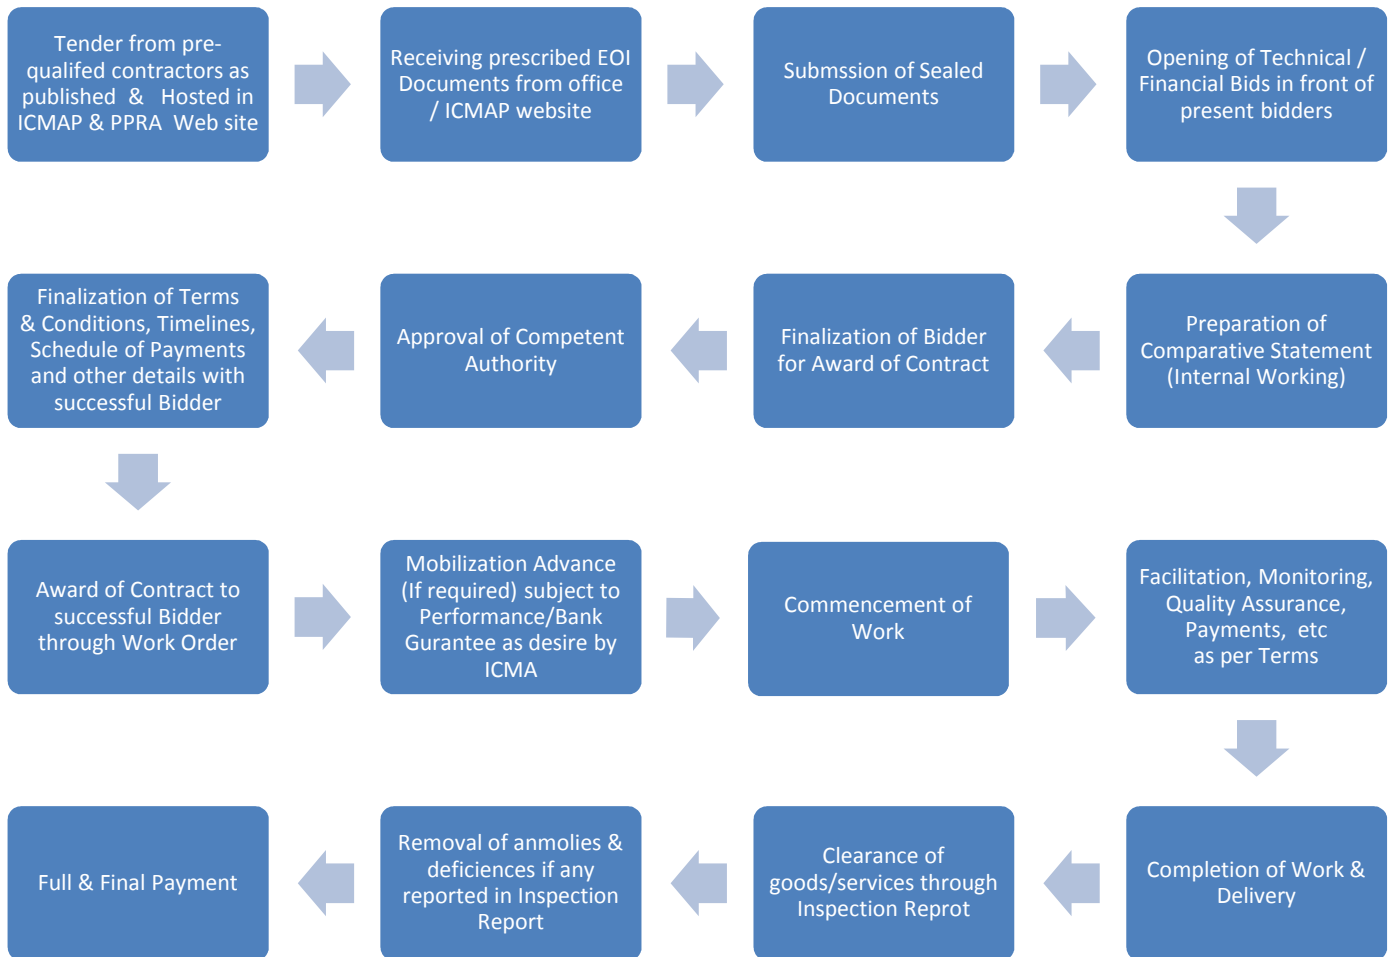 Tender from pre-
qualifed contractors as
published & Hosted in
ICMAP & PPRA Web site
Receiving prescribed EOI
Documents from office
/ ICMAP website
Submssion of Sealed
Documents
Opening of Technical /
Financial Bids in front of
present bidders
Preparation of
Comparative Statement
(Internal Working)
Finalization of Bidder
for Award of Contract
Approval of Competent
Authority
Finalization of Terms
& Conditions, Timelines,
Schedule of Payments
and other details with
successful Bidder
Award of Contract to
successful Bidder
through Work Order
Mobilization Advance
(If required) subject to
Performance/Bank
Gurantee as desire by
ICMA
Commencement of
Work
Facilitation, Monitoring,
Quality Assurance,
Payments, etc
as per Terms
Completion of Work &
Delivery
Clearance of
goods/services through
Inspection Reprot
Removal of anmolies &
deficiences if any
reported in Inspection
Report
Full & Final Payment